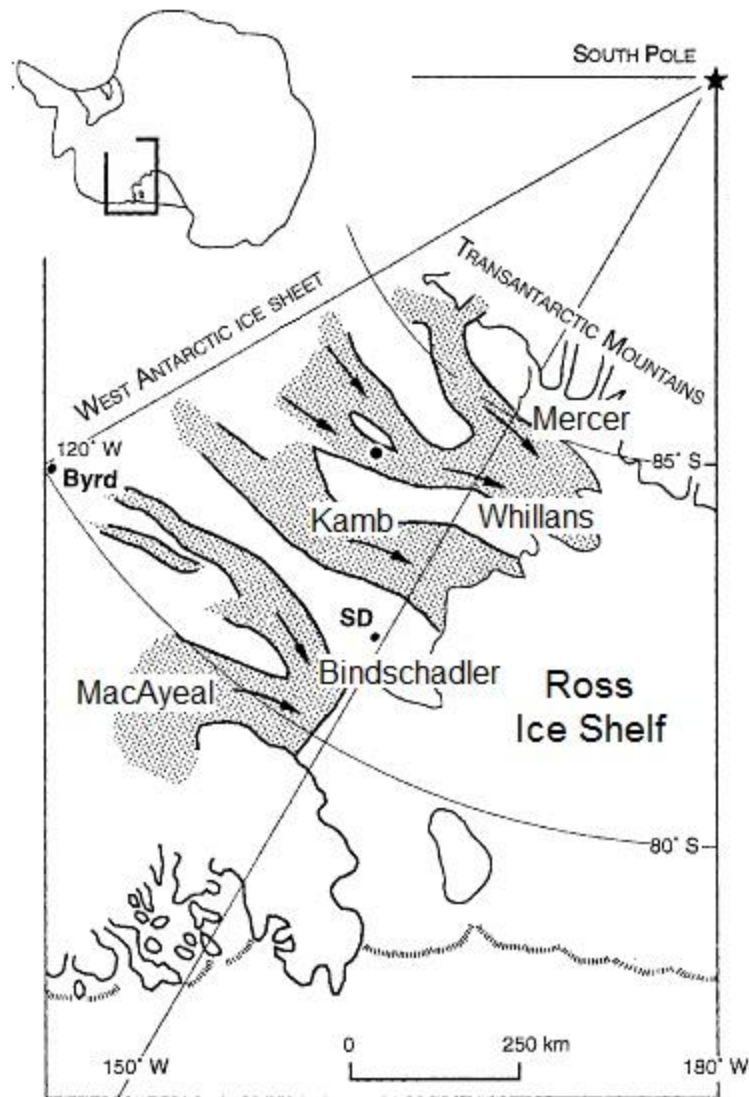 SOUTH POLE
TRANSANTARCTIC MOUNTAINS
WEST ANTARCTIC ICE SHEET
Mercer
120° W
Byrd
85° S
Kamb
Whillans
SD
Bindschadler
MacAyeal
Ross
Ice Shelf
80° S
0
250 km
150° W
180° W